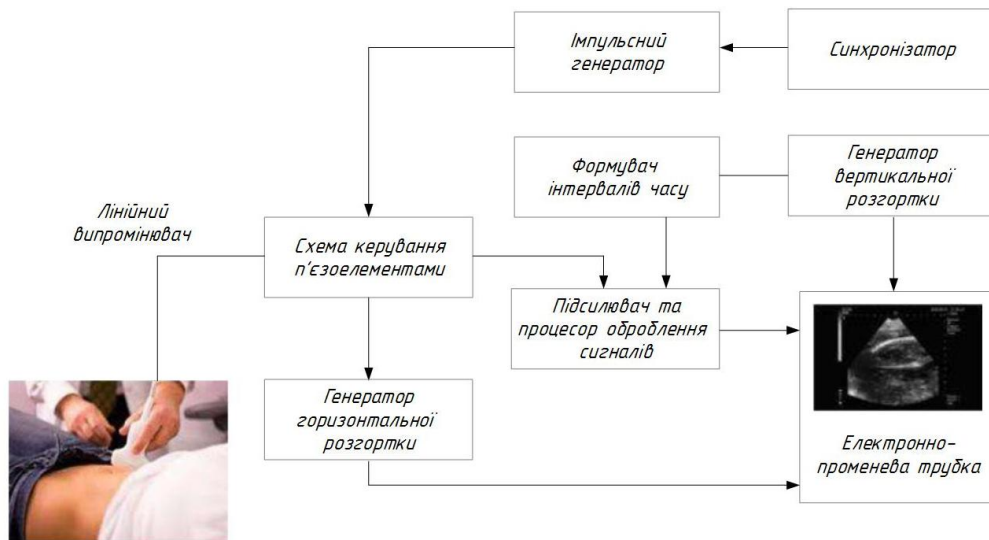 Імпульсний
генератор
Синхронізатор
Формувач
інтервалів часу
Генератор
вертикальної
розгортки
Лінійний
випромінювач
Схема керування
п'єзоелементами
Підсилювач та
процесор оброблення
сигналів
Генератор
горизонтальної
розгортки
Електронно-
променева трубка